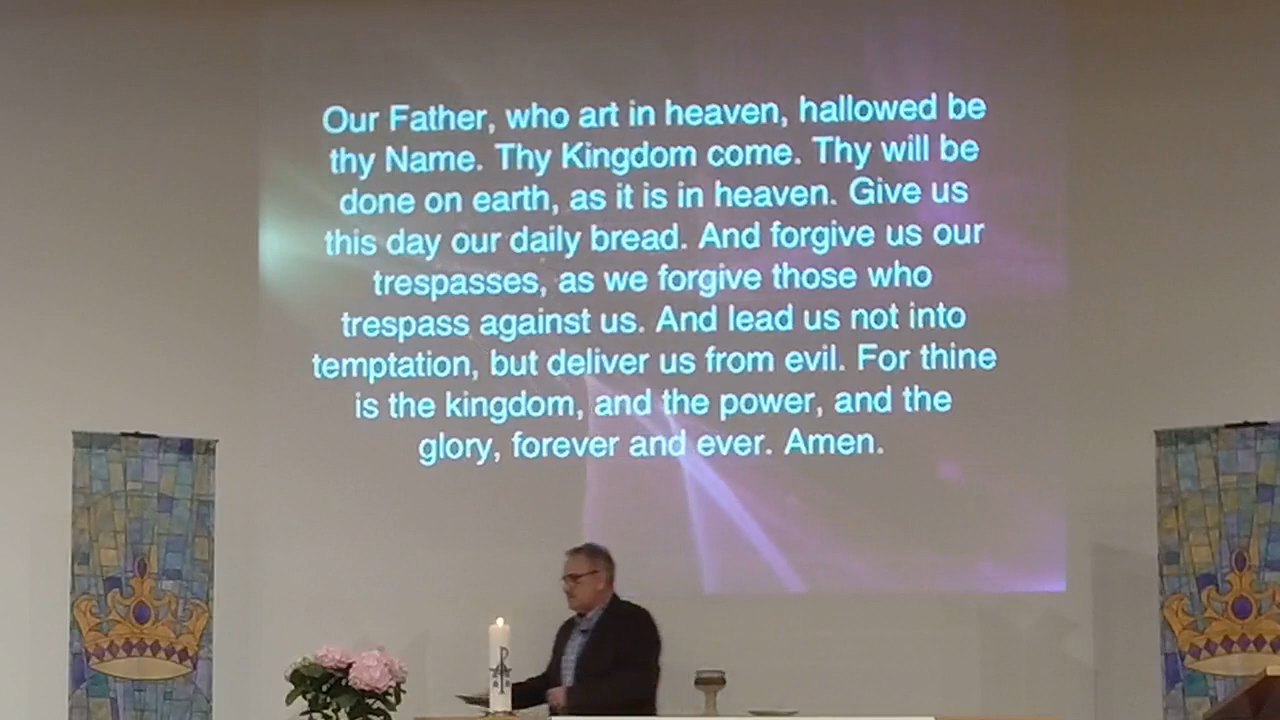 Our Father, who art in heaven, hallowed be
thy Name. Thy Kingdom come. Thy will be
done on earth, as it is in heaven. Give us
this day our daily bread. And forgive us our
trespasses, as we forgive those who
trespass against us. And lead us not into
temptation, but deliver us from evil. For thine
is the kingdom, and the power, and the
glory, forever and ever. Amen.